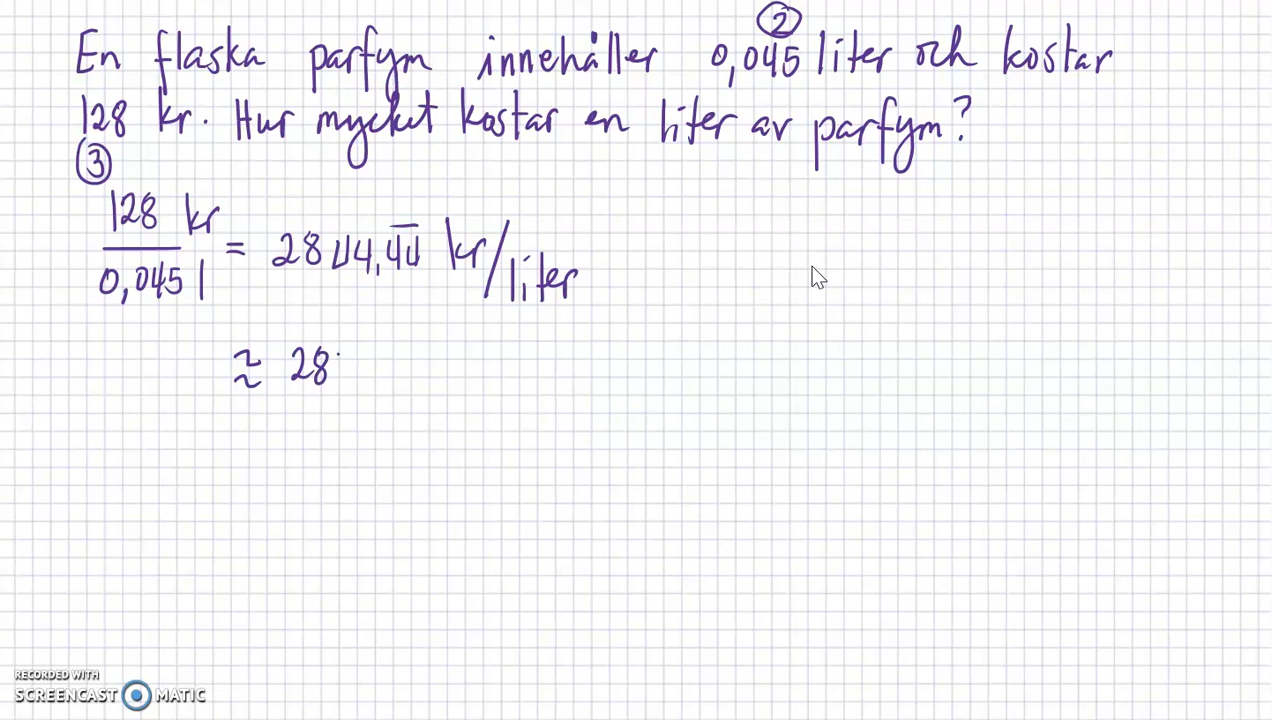 ②
En flaska parfym innehåller 0,045 liter och kostar
128 kr. Hur mycket kostar en liter av parfym?
③
128 kr
0,045 l
= 2844,44 kr/liter
≈ 28
RECORDED WITH
SCREENCAST MATIC